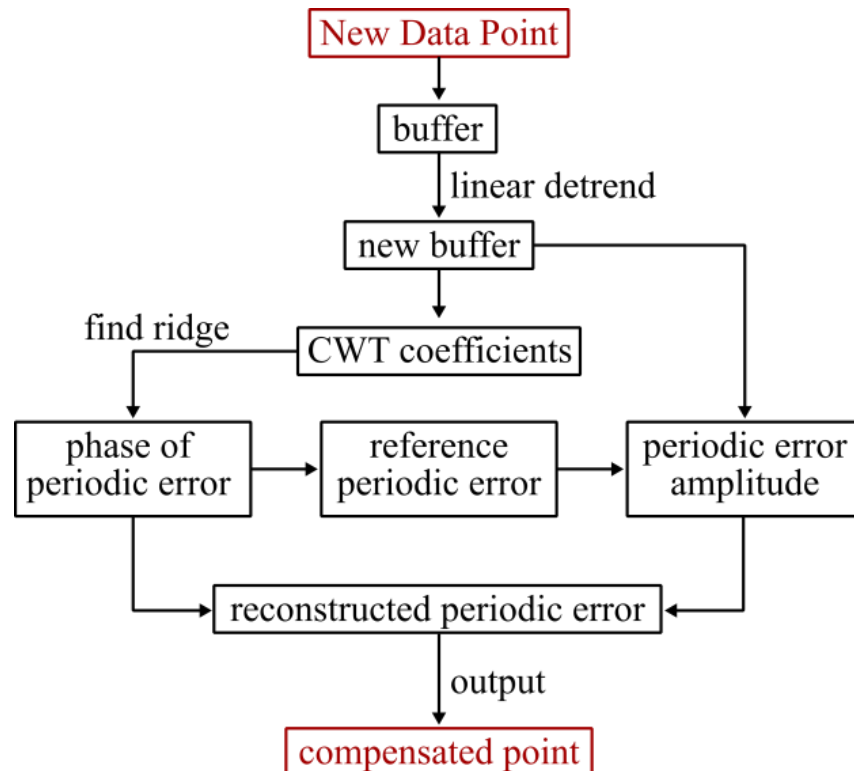 New Data Point
buffer
linear detrend
new buffer
find ridge
CWT coefficients
phase of
periodic error
reference
periodic error
periodic error
amplitude
reconstructed periodic error
output
compensated point